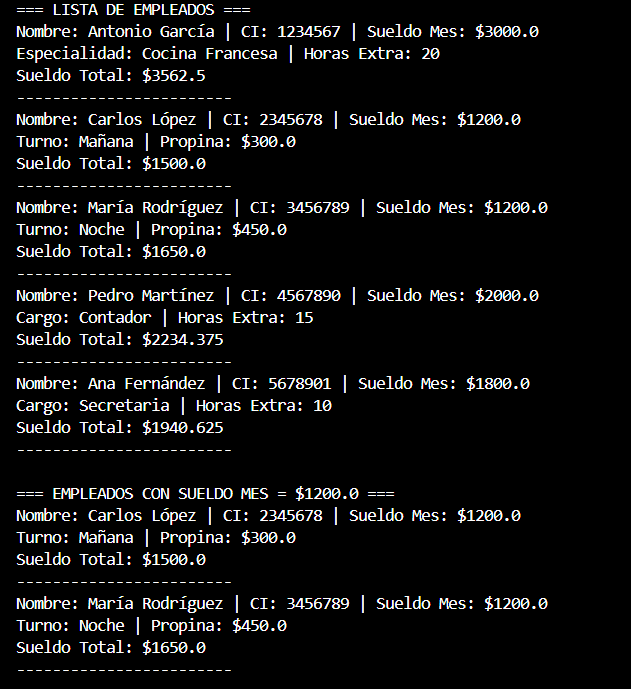 === LISTA DE EMPLEADOS ===
Nombre: Antonio García | CI: 1234567 | Sueldo Mes: $3000.0
Especialidad: Cocina Francesa | Horas Extra: 20
Sueldo Total: $3562.5
------------------------
Nombre: Carlos López | CI: 2345678 | Sueldo Mes: $1200.0
Turno: Mañana | Propina: $300.0
Sueldo Total: $1500.0
------------------------
Nombre: María Rodríguez | CI: 3456789 | Sueldo Mes: $1200.0
Turno: Noche | Propina: $450.0
Sueldo Total: $1650.0
------------------------
Nombre: Pedro Martínez | CI: 4567890 | Sueldo Mes: $2000.0
Cargo: Contador | Horas Extra: 15
Sueldo Total: $2234.375
------------------------
Nombre: Ana Fernández | CI: 5678901 | Sueldo Mes: $1800.0
Cargo: Secretaria | Horas Extra: 10
Sueldo Total: $1940.625
------------------------
=== EMPLEADOS CON SUELDO MES = $1200.0 ===
Nombre: Carlos López | CI: 2345678 | Sueldo Mes: $1200.0
Turno: Mañana | Propina: $300.0
Sueldo Total: $1500.0
------------------------
Nombre: María Rodríguez | CI: 3456789 | Sueldo Mes: $1200.0
Turno: Noche | Propina: $450.0
Sueldo Total: $1650.0
------------------------